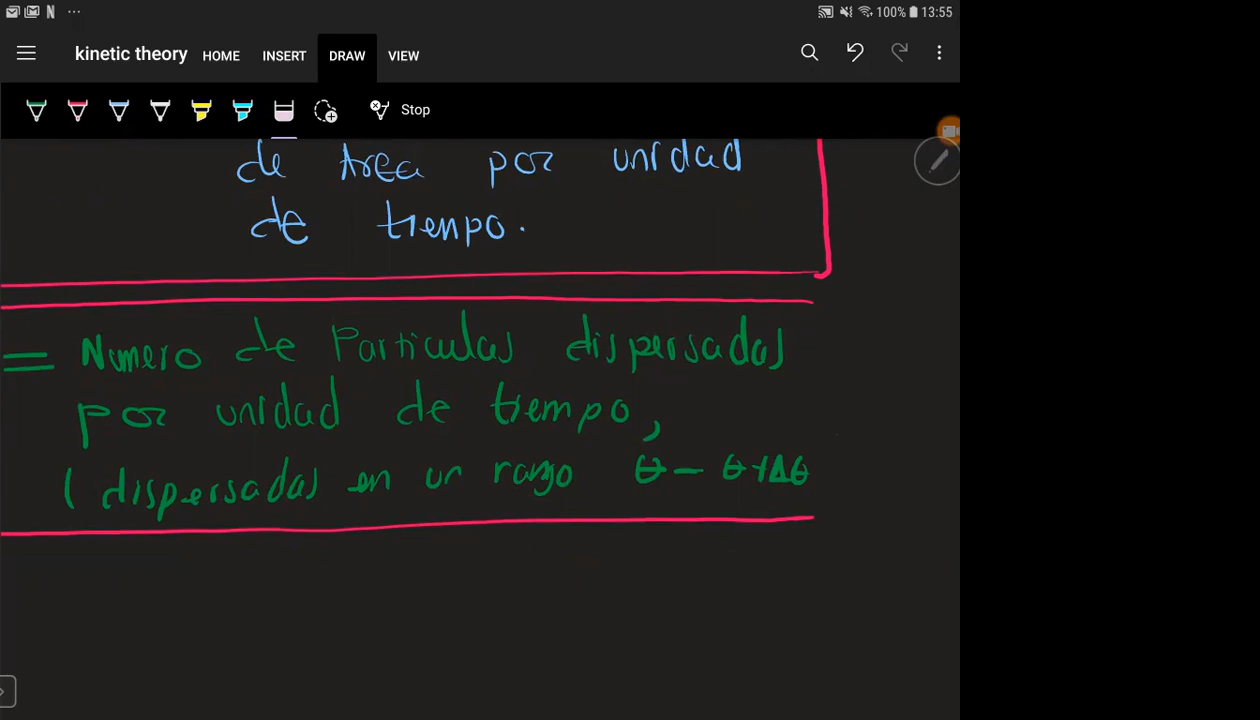 N ... 100% 13:55
kinetic theory HOME INSERT DRAW VIEW
Stop
de Area por unidad
de tiempo.
= Numero de Particulas dispersadas
por unidad de tiempo,
( dispersadas en un rango θ - θ+Δθ